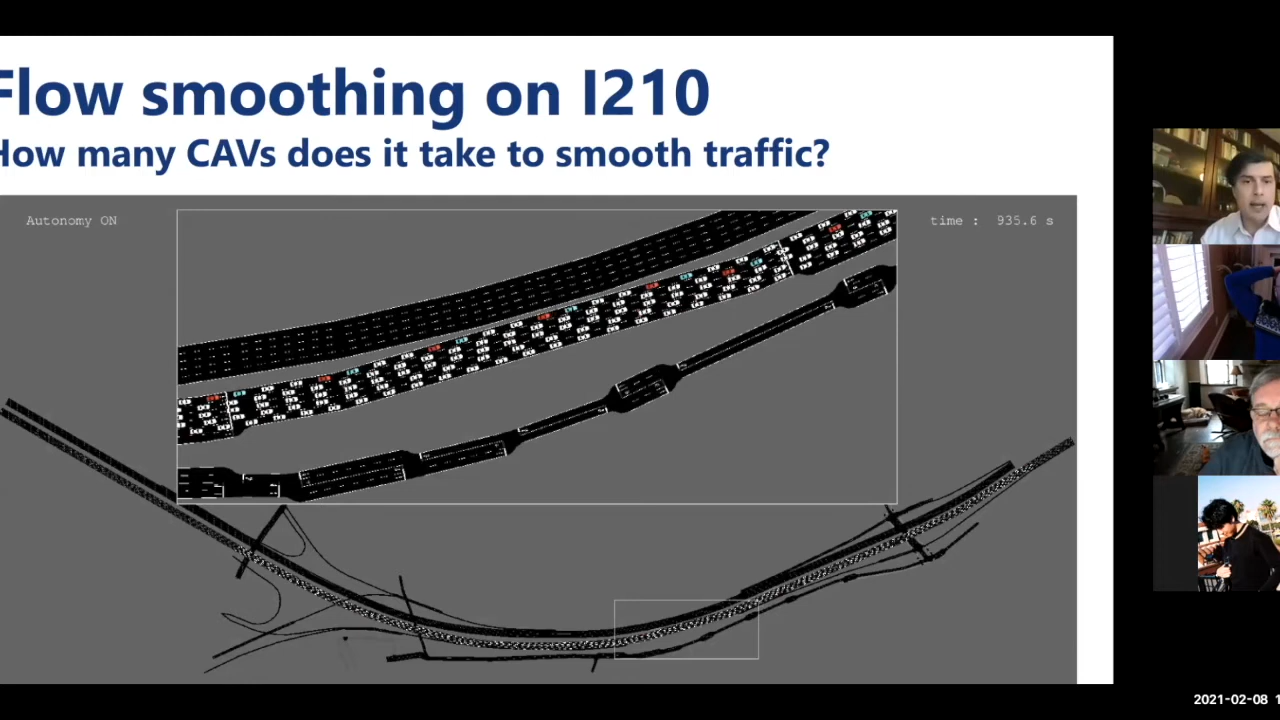 Flow smoothing on I210
How many CAVs does it take to smooth traffic?
Autonomy ON
time : 935.6 s
2021-02-08 1